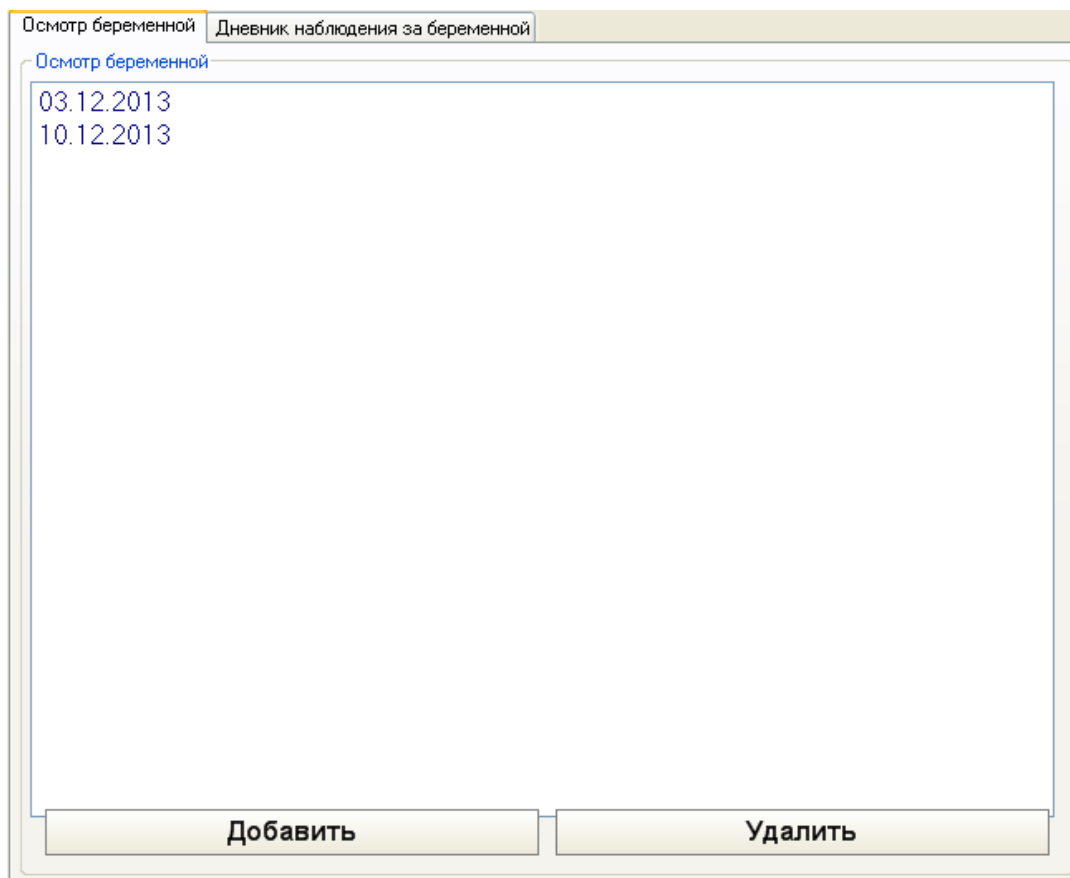 Осмотр беременной Дневник наблюдения за беременной
Осмотр беременной
03.12.2013
10.12.2013
Добавить Удалить